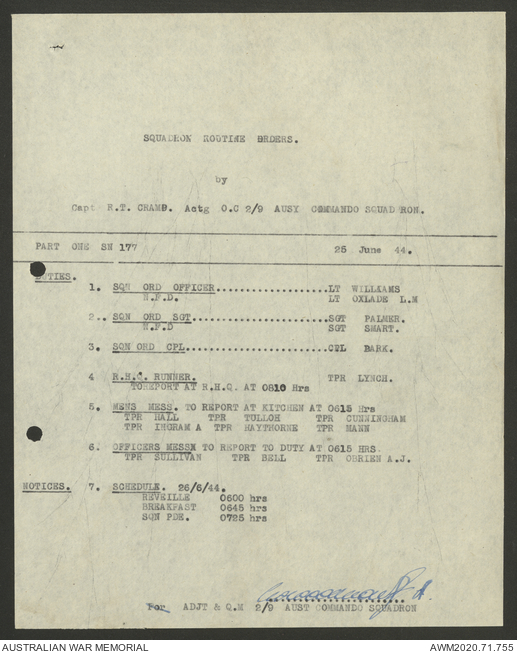 SQUADRON ROUTINE ORDERS.
by
Capt R.T. CRAMB. Actg O.C 2/9 AUSY COMMANDO SQUADRON.
PART ONE SN 177 25 June 44.
DUTIES.
1. SQN ORD OFFICER..................LT WILLKAMS
N.F.D. LT OXLADE L.N
2.. SQN ORD SGT.....................SGT PALMER.
N.F.D SGT SMART.
3. SQN ORD CPL......................CPL BARK.
4 R.H.Q. RUNNER. TPR LYNCH.
TOREPORT AT R.H.Q. AT 0810 Hrs
5. MENS MESS. TO REPORT AT KITCHEN AT 0615 Hrs
TPR HALL TPR TULLOH TPR CUNNINGHAM
TPR INGRAM A TPR HAYTHORNE TPR MANN
6. OFFICERS MESSN TO REPORT TO DUTY AT 0615 HRS.
TPR SULLIVAN TPR BELL TPR OBRIEN A.J.
NOTICES. 7. SCHEDULE. 26/6/44.
REVEILLE 0600 hrs
BREAKFAST 0645 hrs
SQN PDE. 0725 hrs
For ADJT & Q.M 2/9 AUST COMMANDO SQUADRON
AUSTRALIAN WAR MEMORIAL AWM2020.71.755